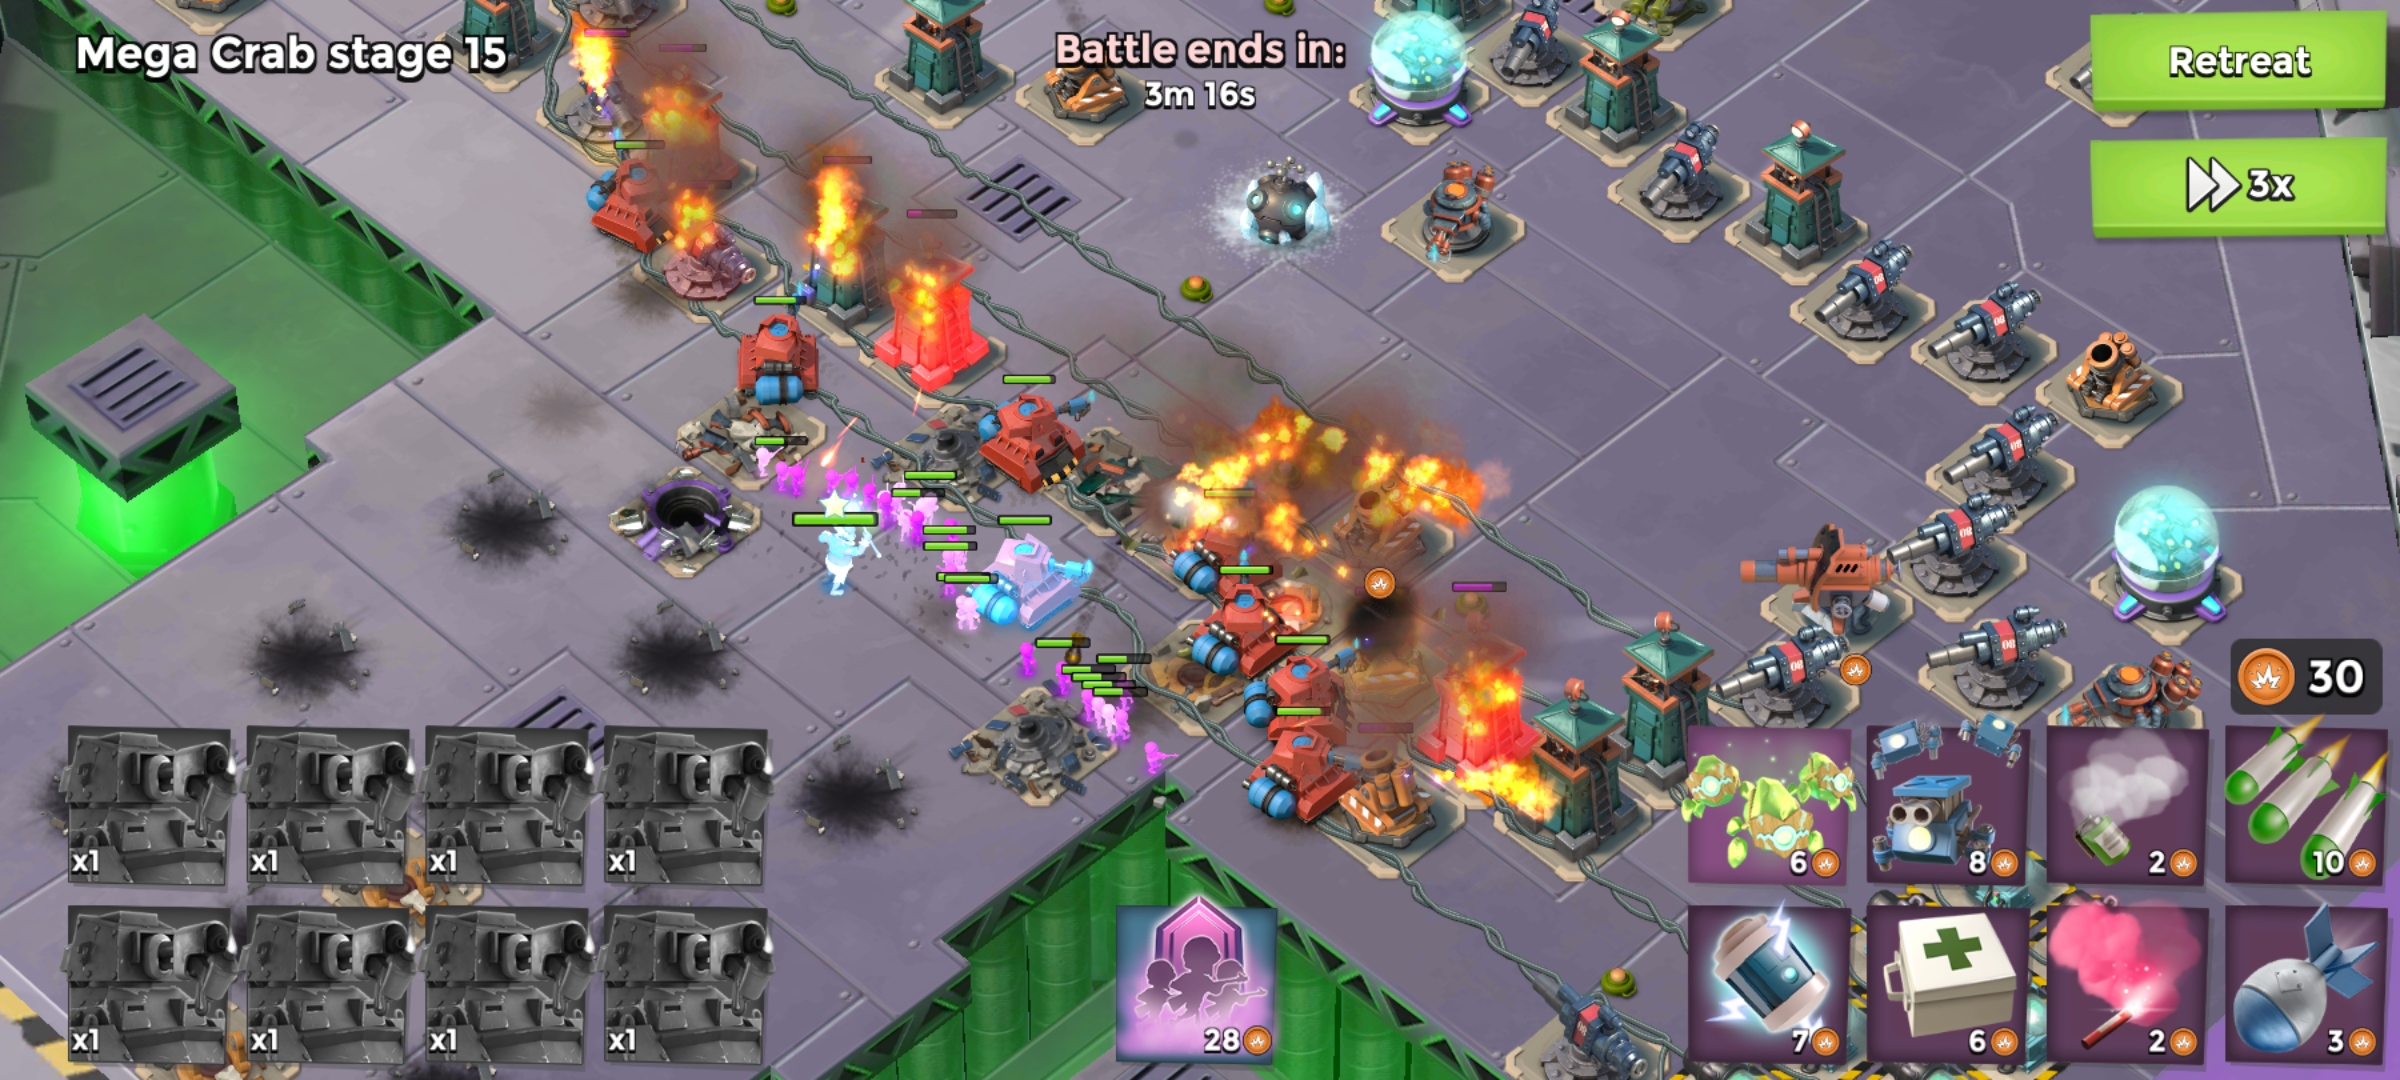 Mega Crab stage 15
Battle ends in:
3m 16s
Retreat
3x
30
x1
x1
x1
x1
6
8
2
10
x1
x1
x1
x1
28
7
6
2
3